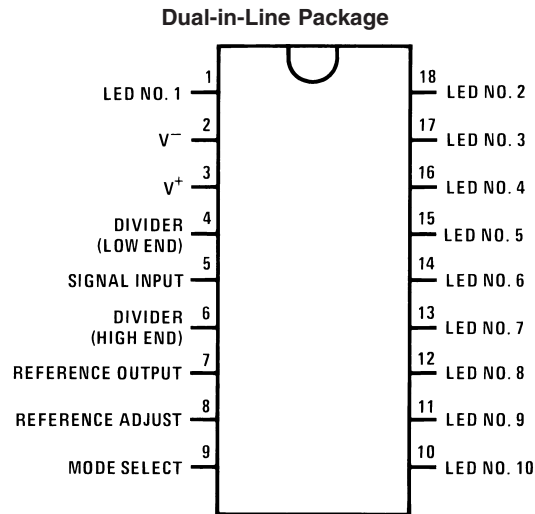 Dual-in-Line Package
LED NO. 1 1
V− 2
V+ 3
DIVIDER
(LOW END) 4
SIGNAL INPUT 5
DIVIDER
(HIGH END) 6
REFERENCE OUTPUT 7
REFERENCE ADJUST 8
MODE SELECT 9
18 LED NO. 2
17 LED NO. 3
16 LED NO. 4
15 LED NO. 5
14 LED NO. 6
13 LED NO. 7
12 LED NO. 8
11 LED NO. 9
10 LED NO. 10